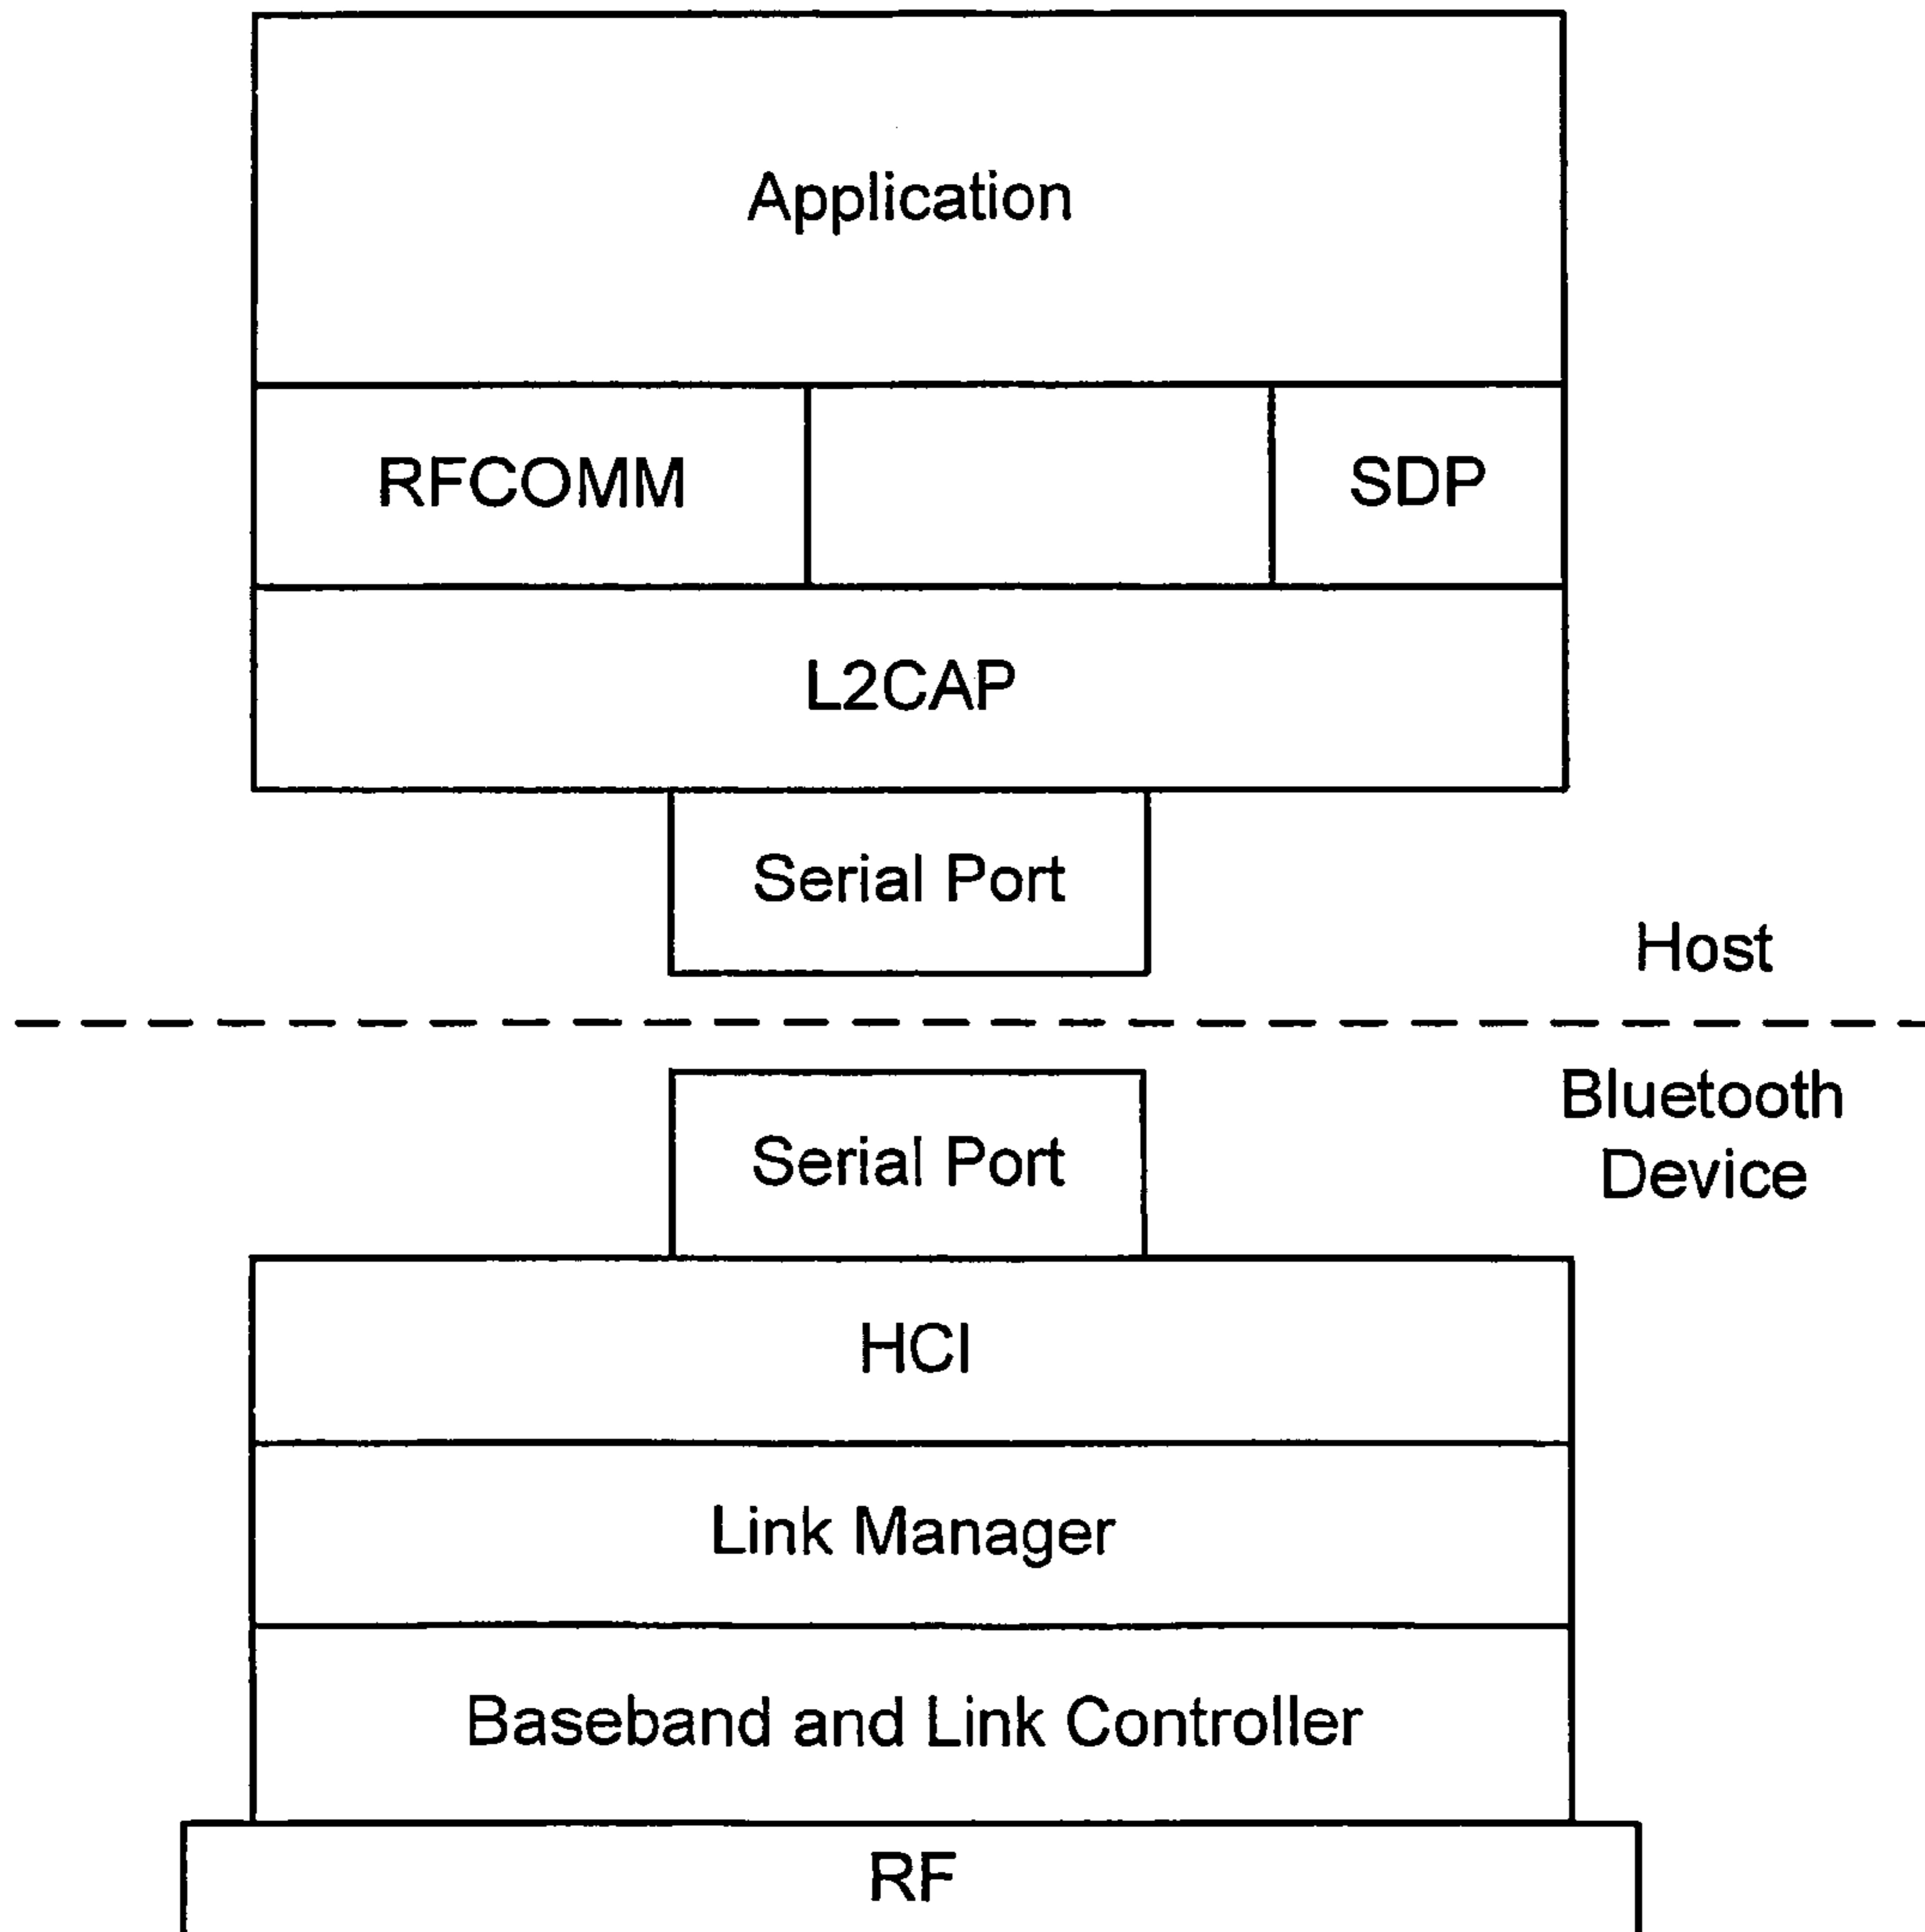 Application
RFCOMM
SDP
L2CAP
Serial Port
Host
Bluetooth
Device
Serial Port
HCI
Link Manager
Baseband and Link Controller
RF